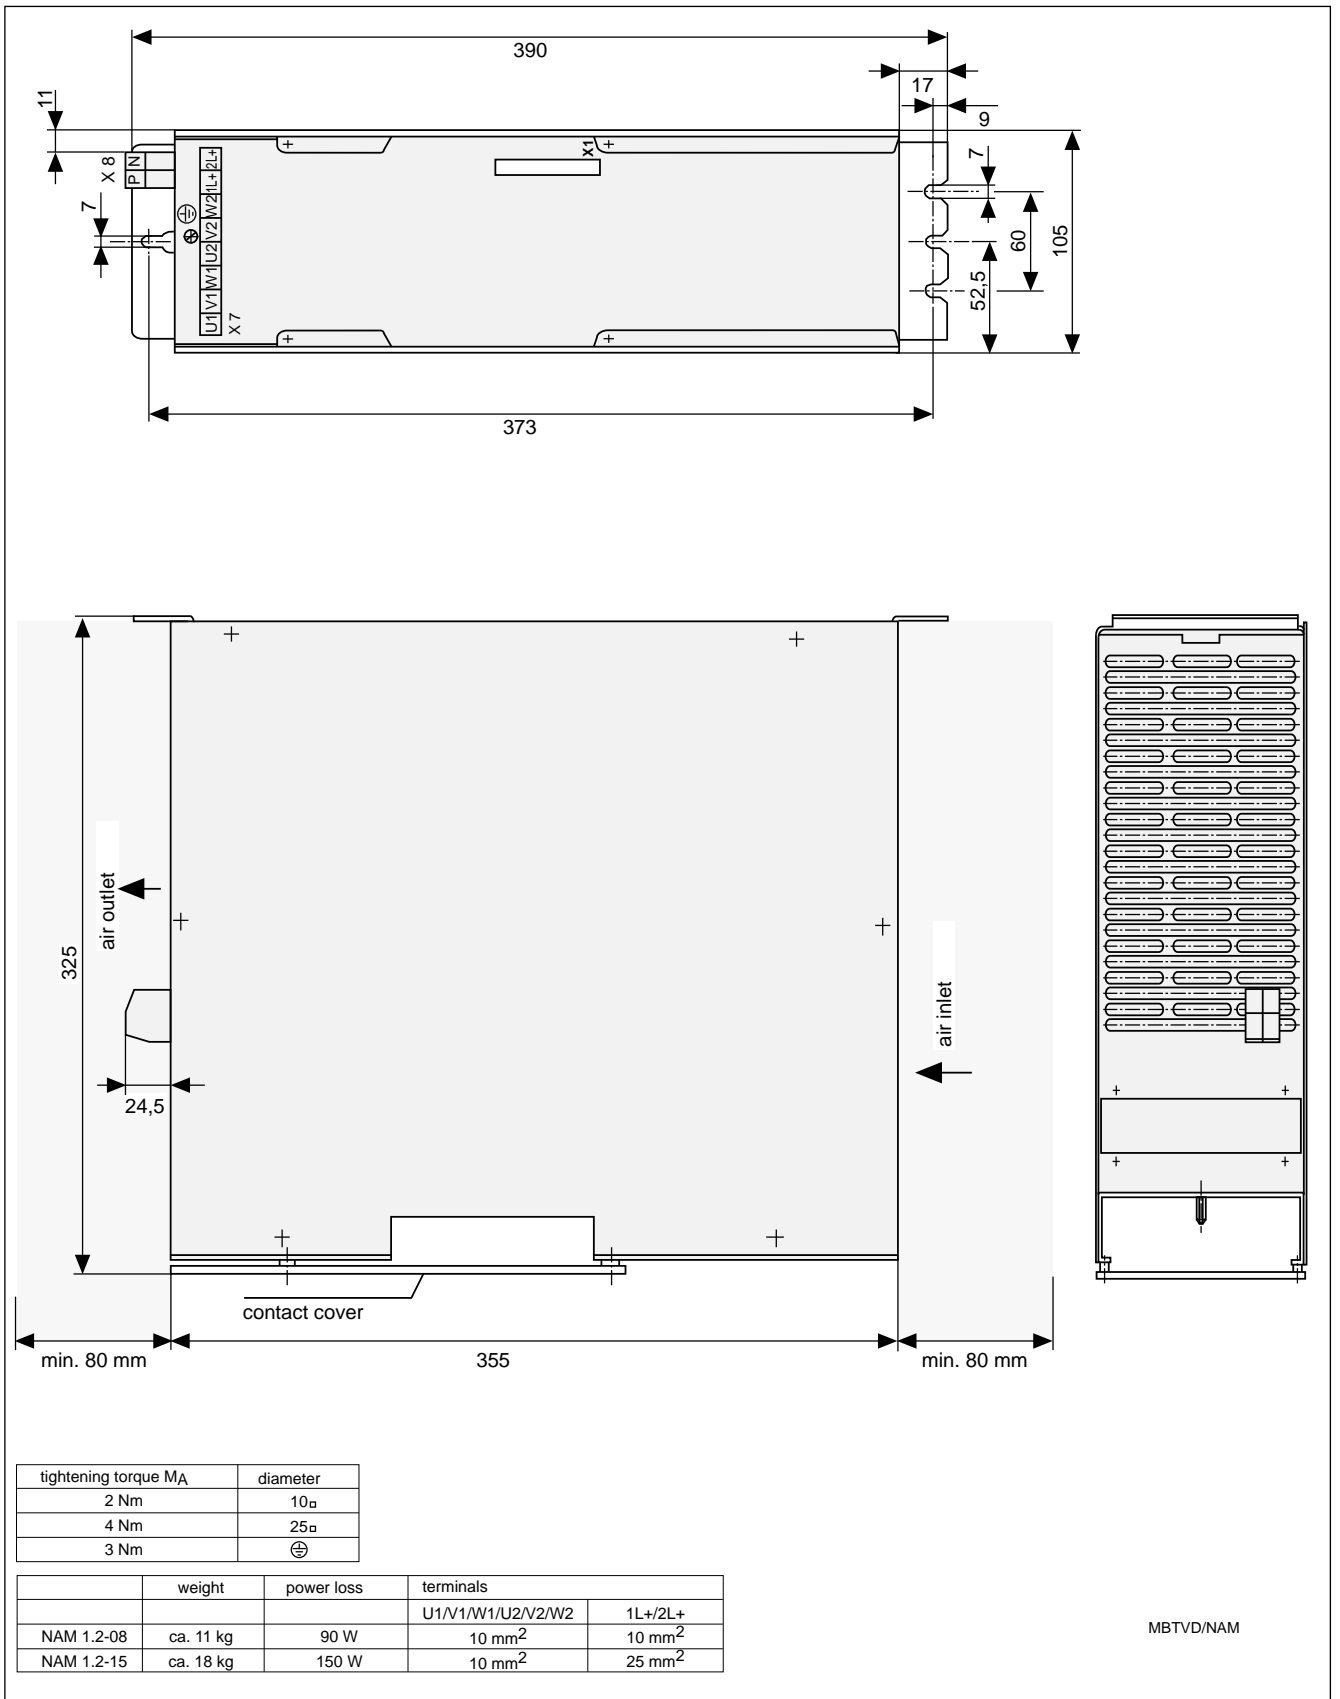 390
17
9
11
X 8
N
P
7
U1 V1 W1 U2 V2 W2 1L+ 2L+
X 7
X1
7
60
105
52,5
373
325
air outlet
air inlet
24,5
contact cover
min. 80 mm
355
min. 80 mm
tightening torque MA diameter
2 Nm 10
4 Nm 25
3 Nm
weight power loss terminals
U1/V1/W1/U2/V2/W2 1L+/2L+
NAM 1.2-08 ca. 11 kg 90 W 10 mm2 10 mm2
NAM 1.2-15 ca. 18 kg 150 W 10 mm2 25 mm2
MBTVD/NAM